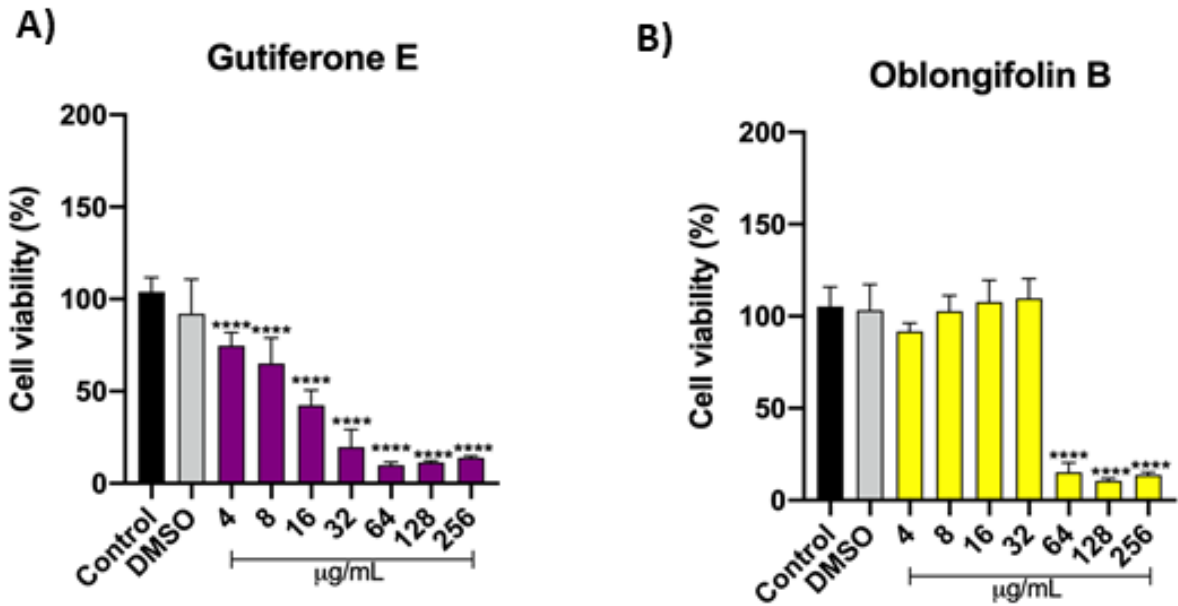 A)
Gutiferone E
Cell viability (%)
200
150
100
50
0
**** **** **** **** **** **** ****
Control DMSO 4 8 16 32 64 128 256
μg/mL
B)
Oblongifolin B
Cell viability (%)
200
150
100
50
0
**** **** ****
Control DMSO 4 8 16 32 64 128 256
μg/mL